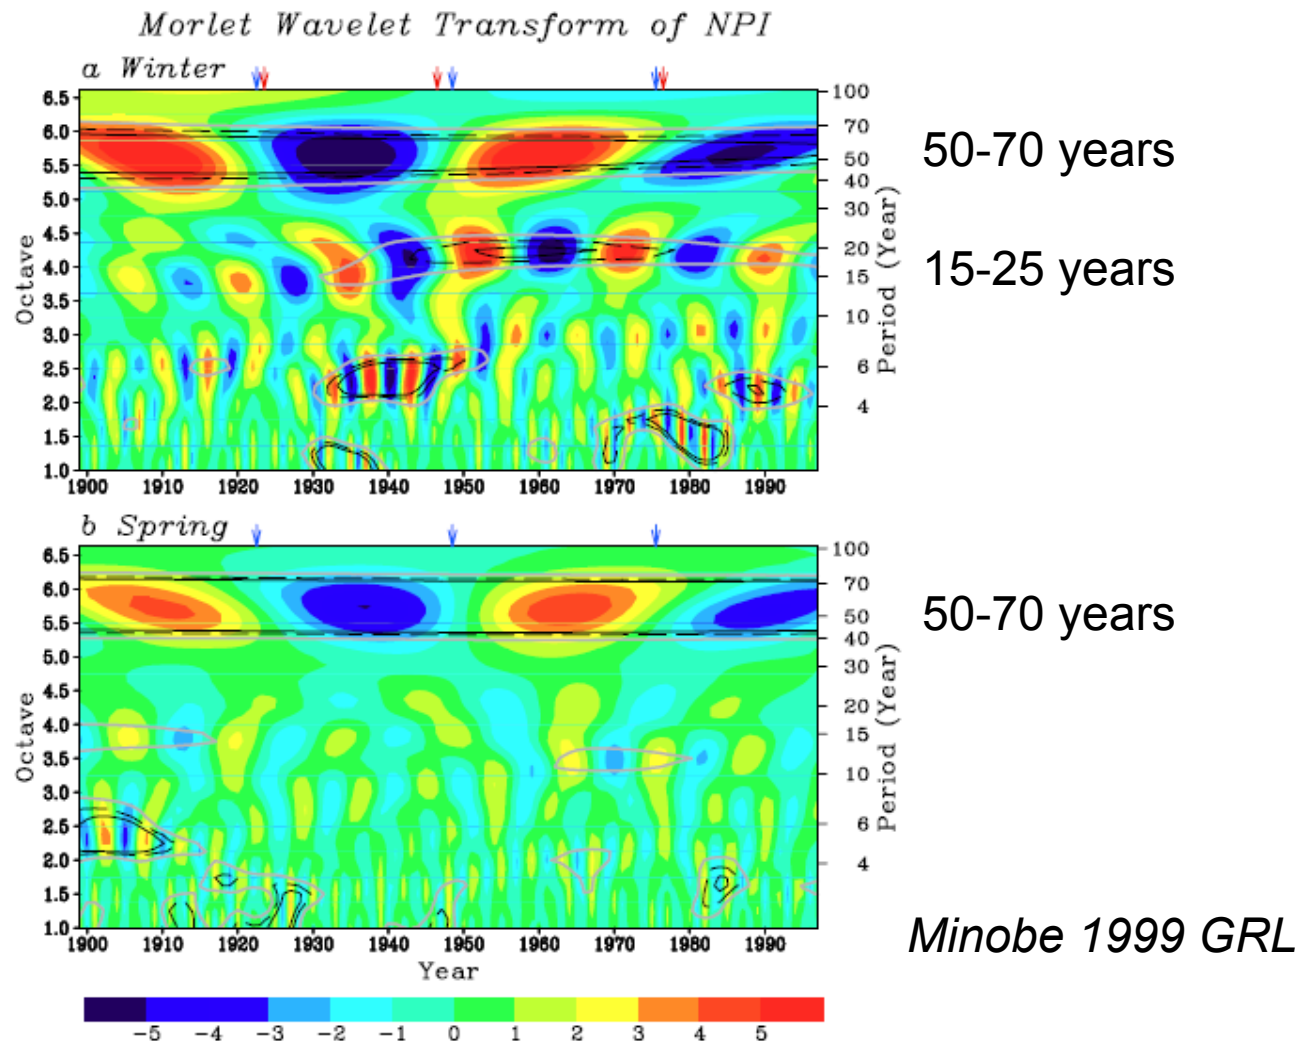 Morlet Wavelet Transform of NPI
a Winter
6.5
6.0
5.5
5.0
4.5
4.0
3.5
3.0
2.5
2.0
1.5
1.0
Octave
100
70
50
40
30
20
15
10
6
4
Period (Year)
1900 1910 1920 1930 1940 1950 1960 1970 1980 1990
50-70 years
15-25 years
b Spring
6.5
6.0
5.5
5.0
4.5
4.0
3.5
3.0
2.5
2.0
1.5
1.0
Octave
100
70
50
40
30
20
15
10
6
4
Period (Year)
1900 1910 1920 1930 1940 1950 1960 1970 1980 1990
Year
50-70 years
Minobe 1999 GRL
-5 -4 -3 -2 -1 0 1 2 3 4 5